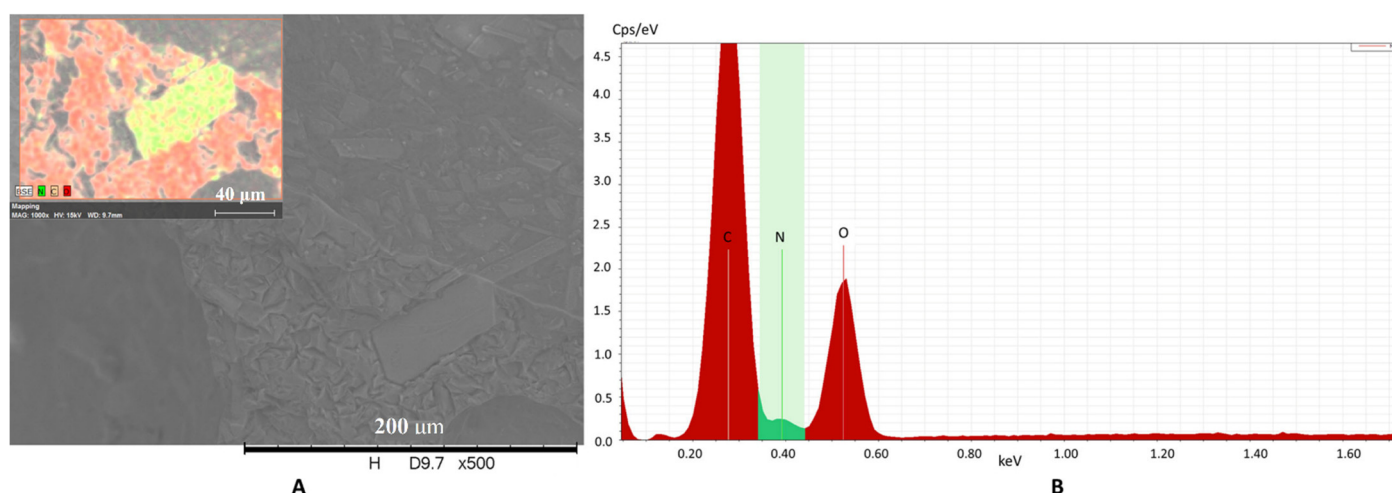 BSE N C O
40 µm
Mapping
MAG: 1000x HV: 15kV WD: 9.7mm
200 µm
H D9.7 x500
A
Cps/eV
4.5
4.0
3.5
3.0
2.5
2.0
1.5
1.0
0.5
0.0
C N O
0.20 0.40 0.60 0.80 1.00 1.20 1.40 1.60
keV
B